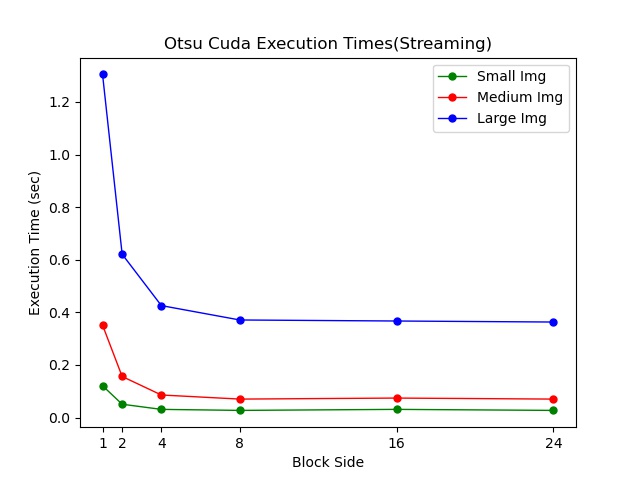 Otsu Cuda Execution Times(Streaming)
Small Img
Medium Img
Large Img
Execution Time (sec)
1.2
1.0
0.8
0.6
0.4
0.2
0.0
1 2 4 8 16 24
Block Side